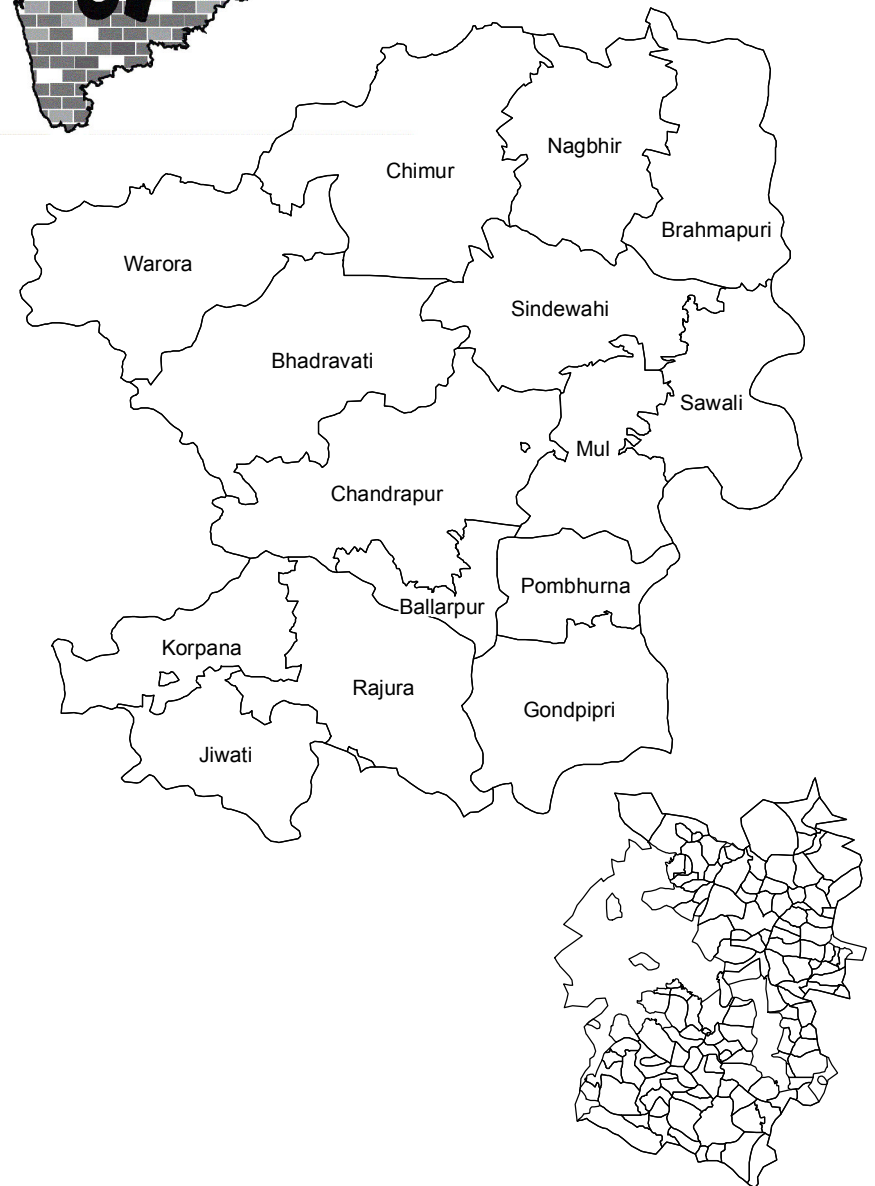 Chimur
Nagbhir
Brahmapuri
Warora
Sindewahi
Bhadravati
Sawali
Mul
Chandrapur
Pombhurna
Ballarpur
Korpana
Rajura
Gondpipri
Jiwati